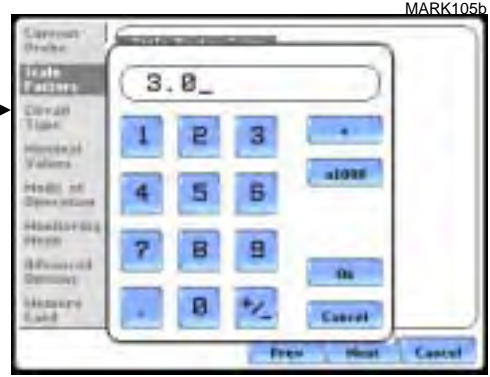 MARK105b
Current
Probe
Scale
Factors
Circuit
Type
Nominal
Values
Mode of
Operation
Monitoring
Mode
Advanced
Options
Memory
Card
3.0_
1 2 3
4 5 6
x1000
7 8 9
Ok
. 0 +/-
Cancel
Prev Next Cancel